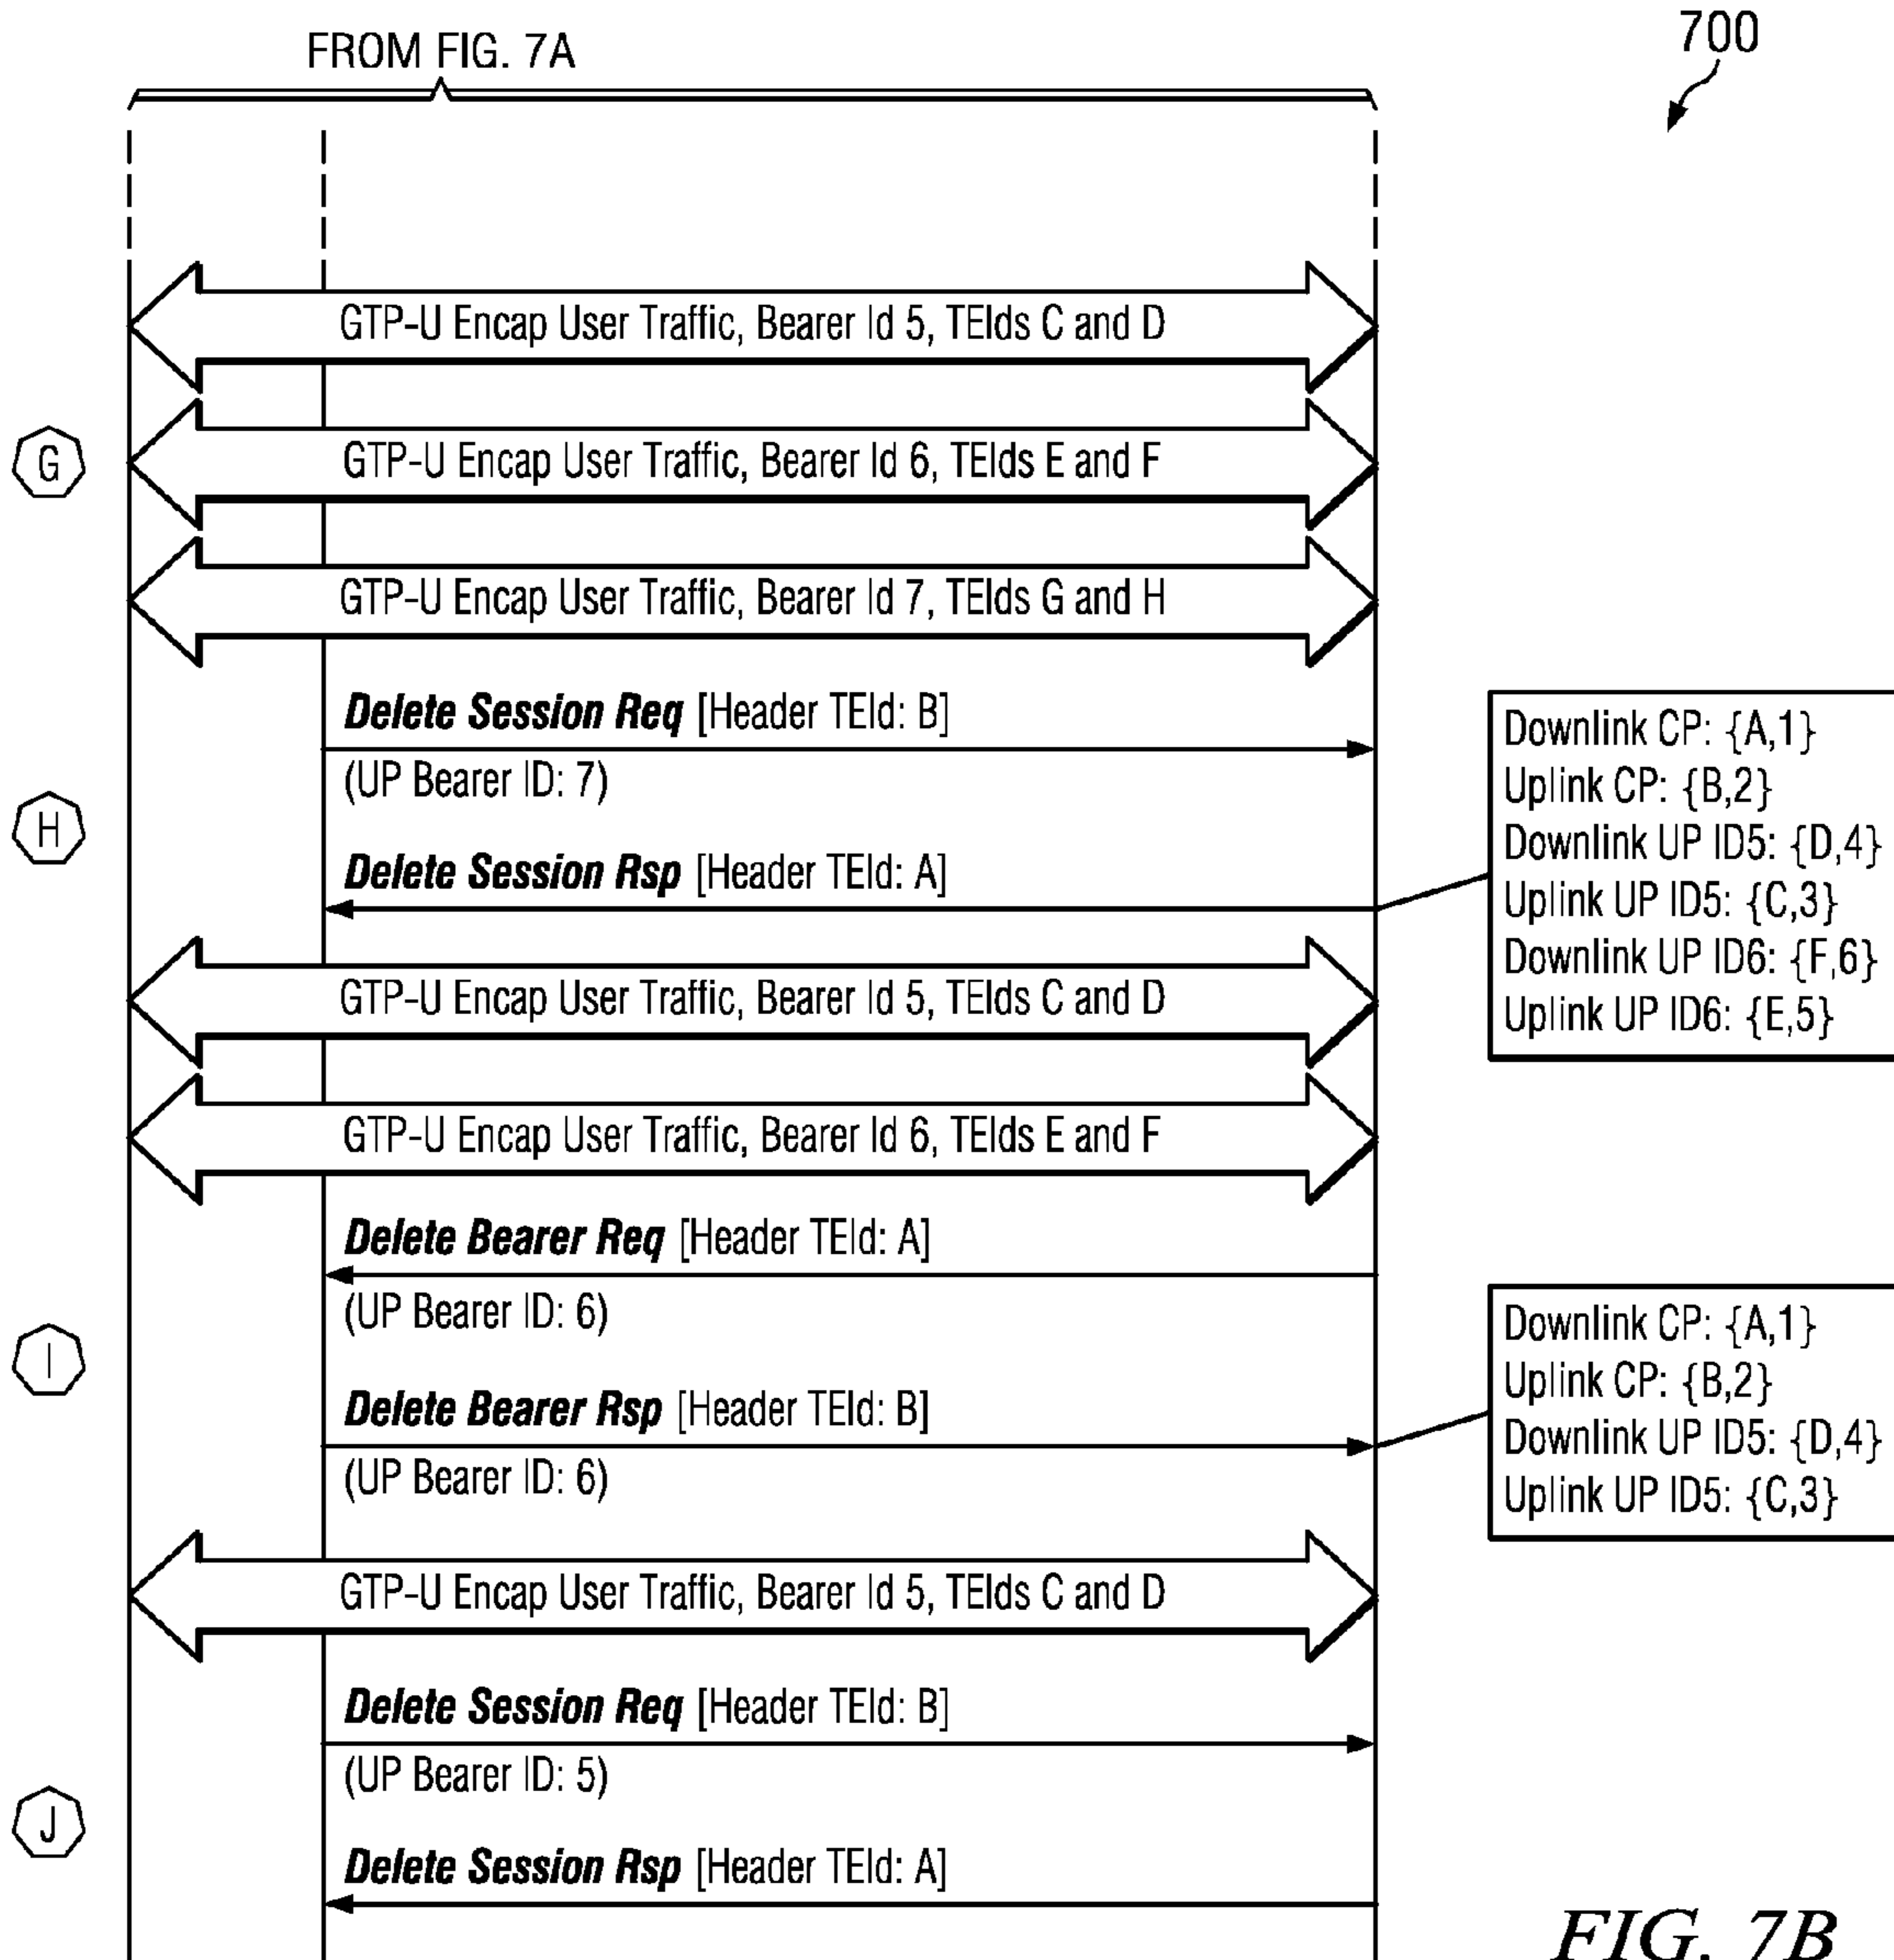 FROM FIG. 7A
700
GTP-U Encap User Traffic, Bearer Id 5, TEIds C and D
G
GTP-U Encap User Traffic, Bearer Id 6, TEIds E and F
GTP-U Encap User Traffic, Bearer Id 7, TEIds G and H
Delete Session Req [Header TEId: B]
(UP Bearer ID: 7)
H
Delete Session Rsp [Header TEId: A]
Downlink CP: {A,1}
Uplink CP: {B,2}
Downlink UP ID5: {D,4}
Uplink UP ID5: {C,3}
Downlink UP ID6: {F,6}
Uplink UP ID6: {E,5}
GTP-U Encap User Traffic, Bearer Id 5, TEIds C and D
GTP-U Encap User Traffic, Bearer Id 6, TEIds E and F
Delete Bearer Req [Header TEId: A]
(UP Bearer ID: 6)
I
Delete Bearer Rsp [Header TEId: B]
(UP Bearer ID: 6)
Downlink CP: {A,1}
Uplink CP: {B,2}
Downlink UP ID5: {D,4}
Uplink UP ID5: {C,3}
GTP-U Encap User Traffic, Bearer Id 5, TEIds C and D
Delete Session Req [Header TEId: B]
(UP Bearer ID: 5)
J
Delete Session Rsp [Header TEId: A]
FIG. 7B